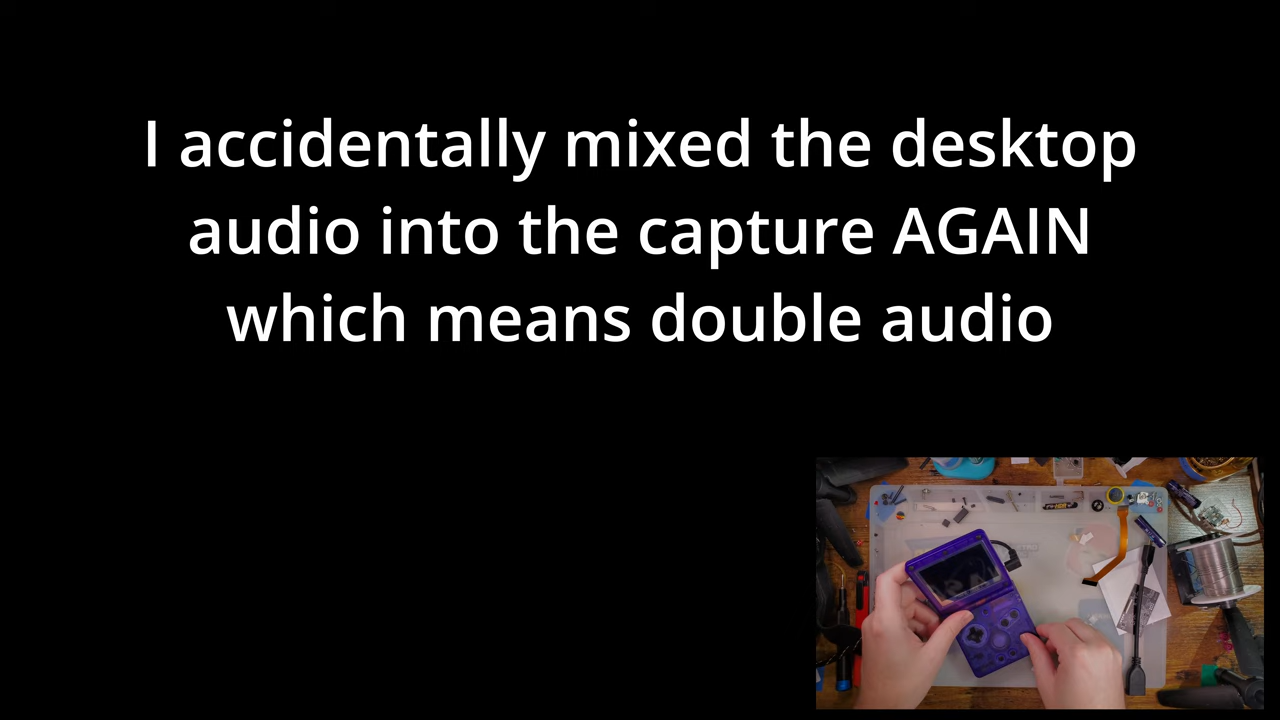 I accidentally mixed the desktop
audio into the capture AGAIN
which means double audio